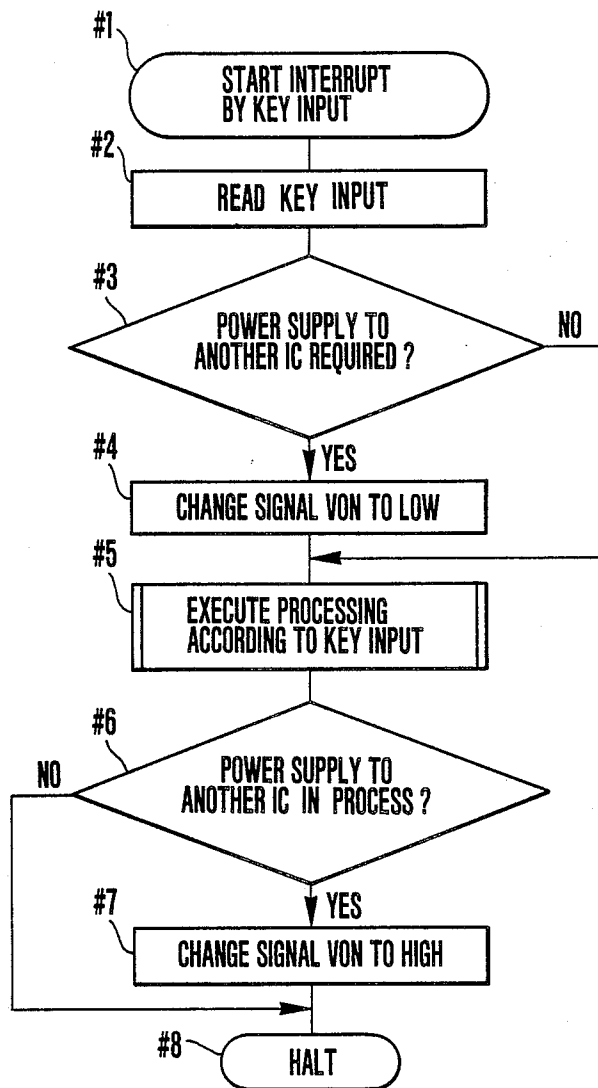 #1
START INTERRUPT
BY KEY INPUT
#2
READ KEY INPUT
#3
POWER SUPPLY TO
ANOTHER IC REQUIRED ?
NO
YES
#4
CHANGE SIGNAL VON TO LOW
#5
EXECUTE PROCESSING
ACCORDING TO KEY INPUT
#6
POWER SUPPLY TO
ANOTHER IC IN PROCESS ?
NO
YES
#7
CHANGE SIGNAL VON TO HIGH
#8
HALT